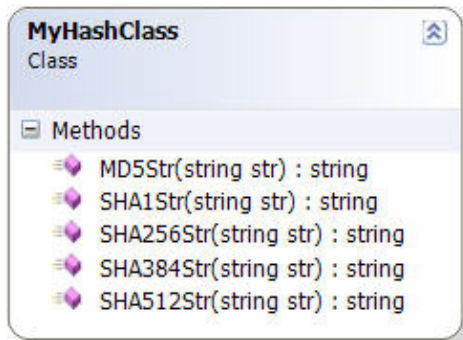 MyHashClass
Class
Methods
MD5Str(string str) : string
SHA1Str(string str) : string
SHA256Str(string str) : string
SHA384Str(string str) : string
SHA512Str(string str) : string